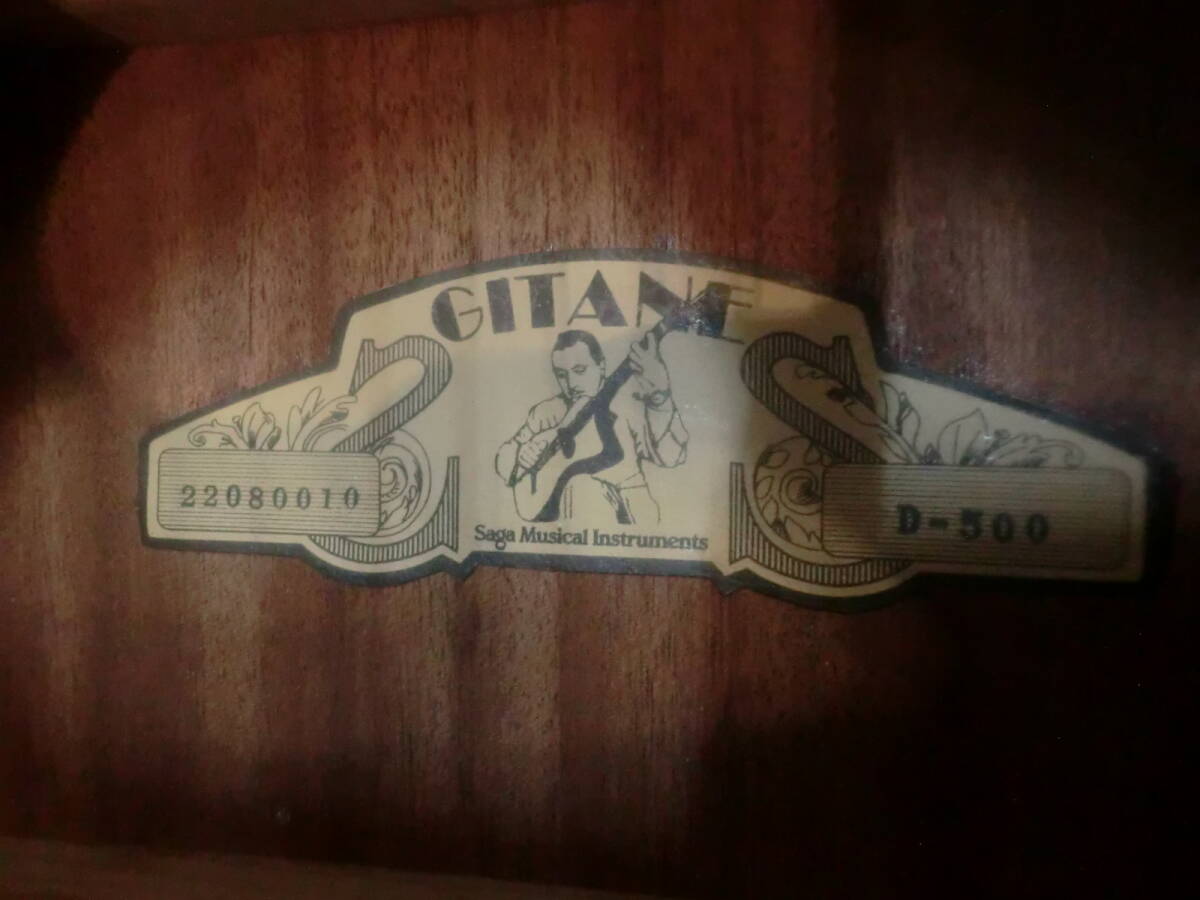 GITANE
22080010
D-500
Saga Musical Instruments